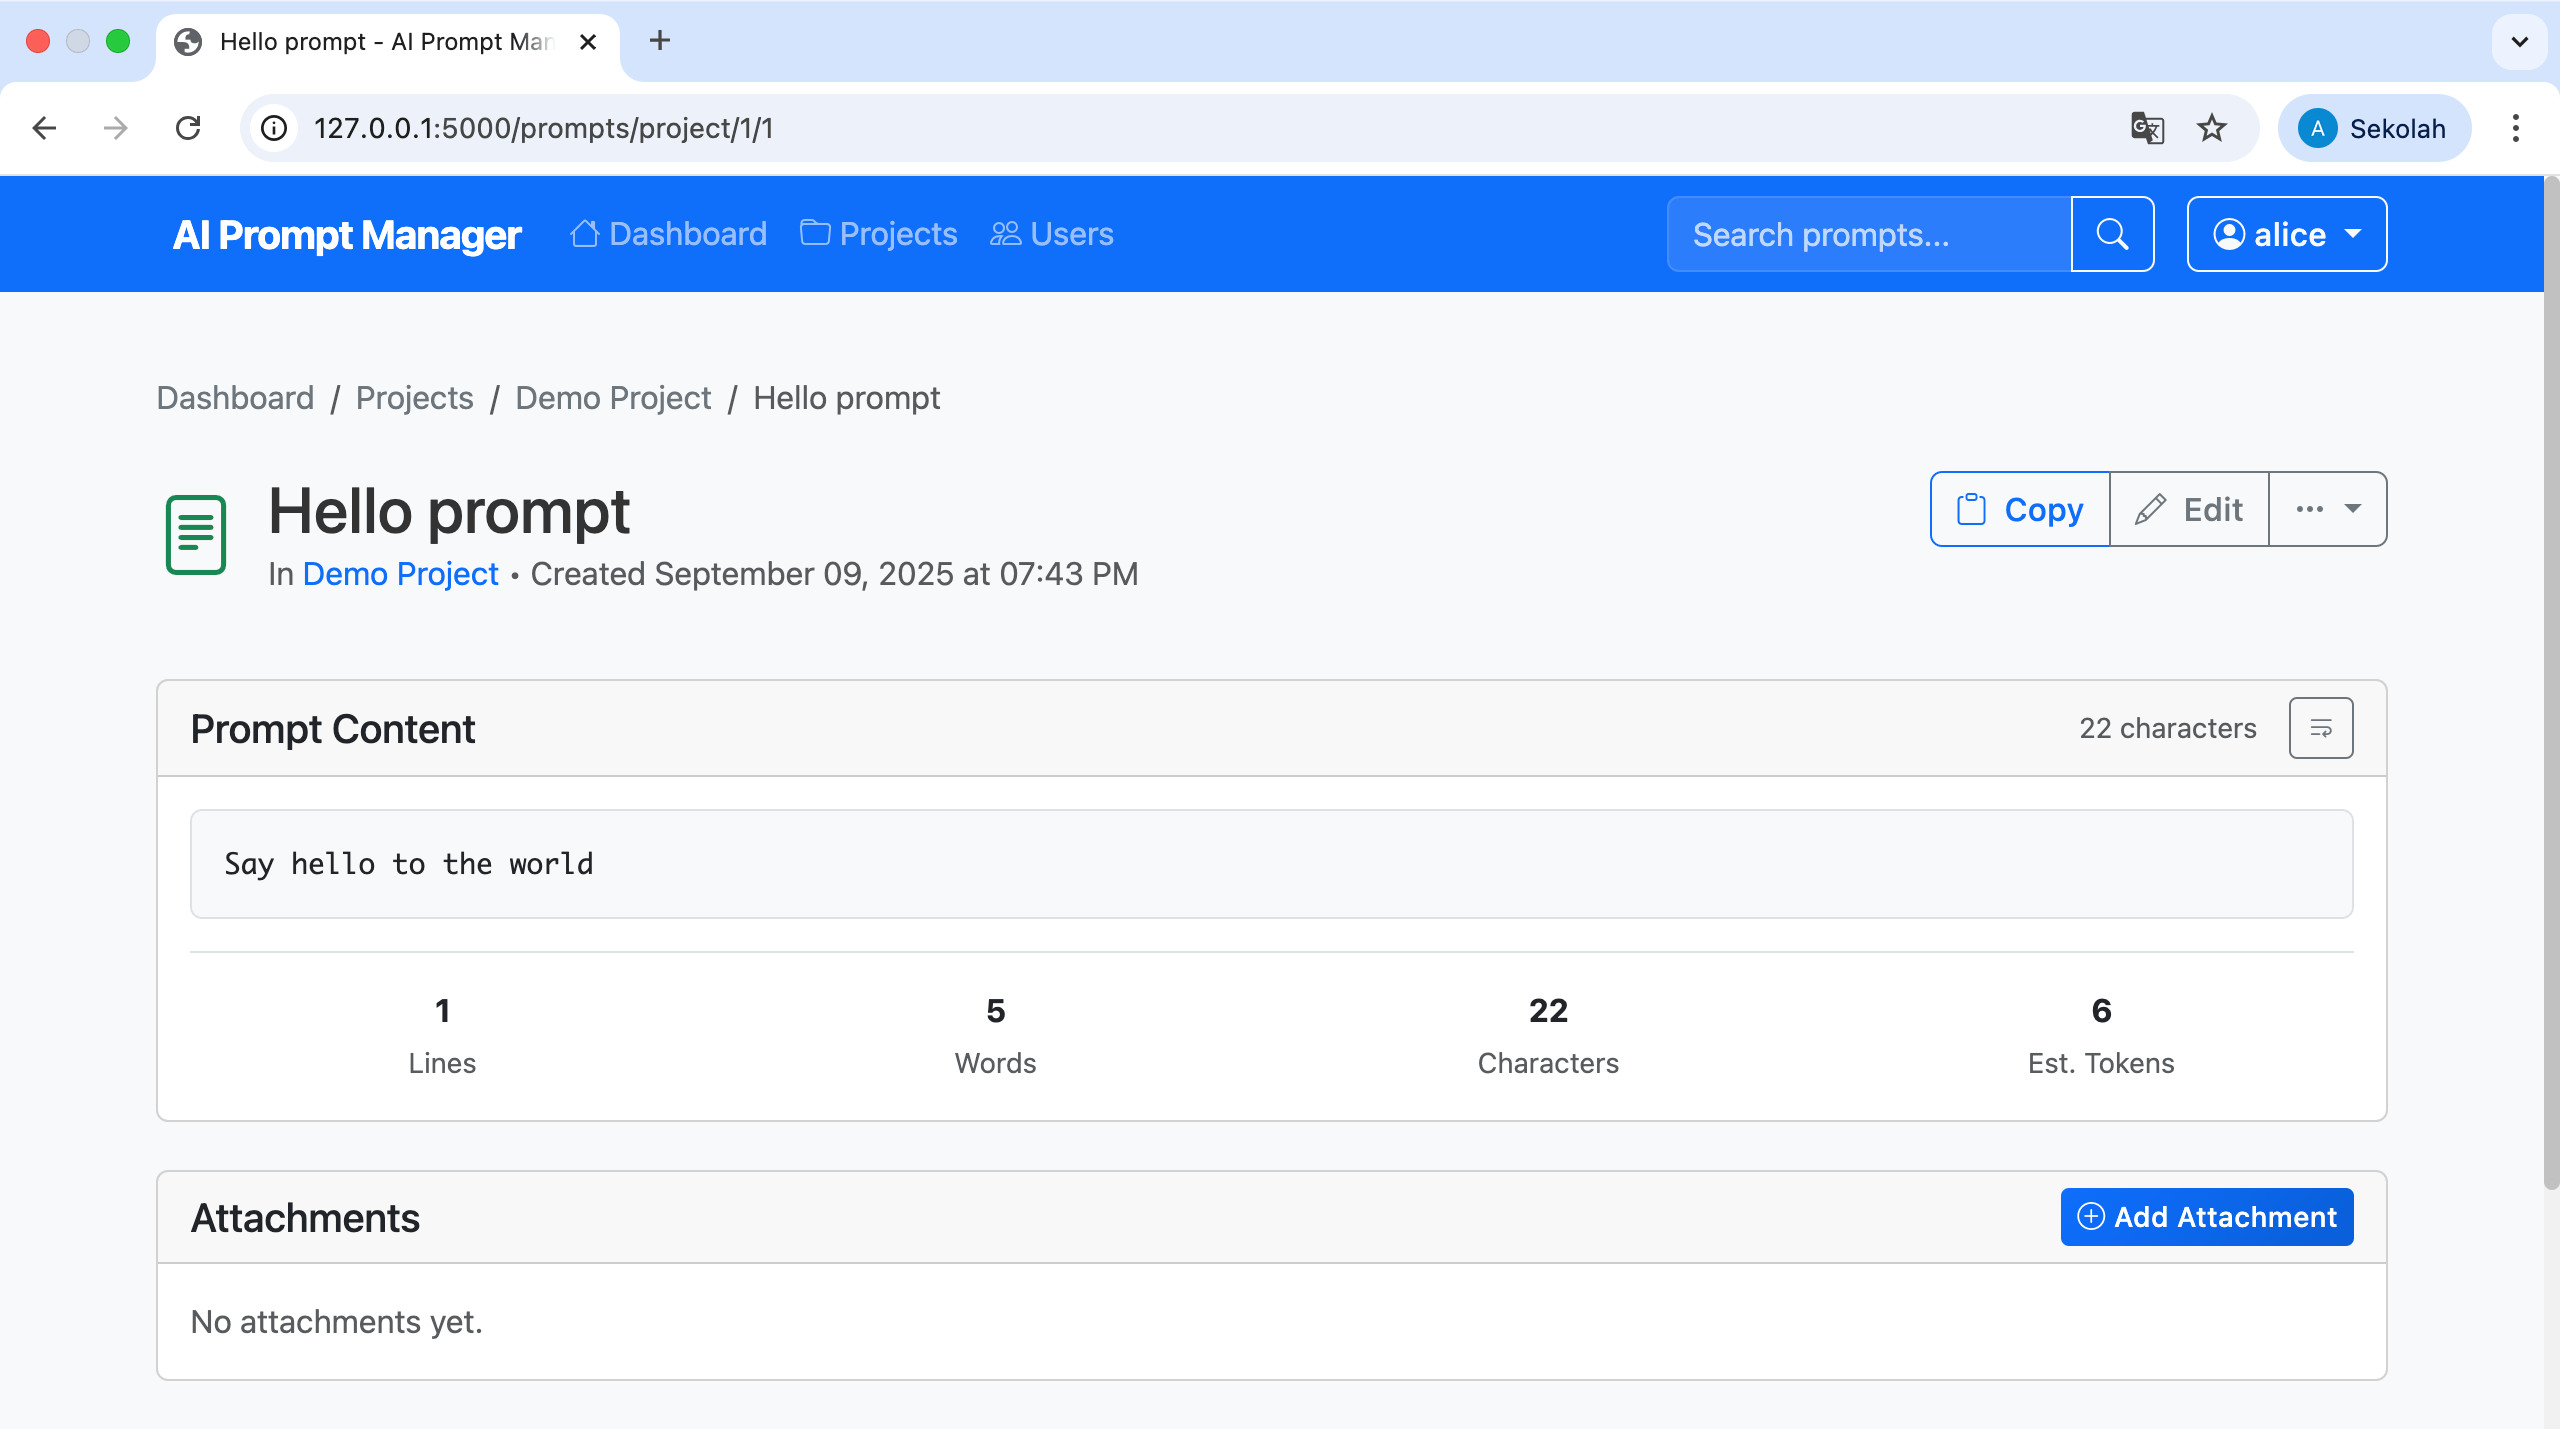 Hello prompt - AI Prompt Man
127.0.0.1:5000/prompts/project/1/1
A Sekolah
AI Prompt Manager Dashboard Projects Users Search prompts... alice
Dashboard / Projects / Demo Project / Hello prompt
Hello prompt
Copy Edit
In Demo Project • Created September 09, 2025 at 07:43 PM
Prompt Content
22 characters
Say hello to the world
1 5 22 6
Lines Words Characters Est. Tokens
Attachments
Add Attachment
No attachments yet.